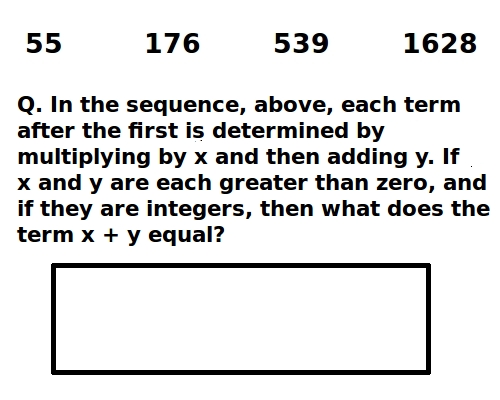 55 176 539 1628
Q. In the sequence, above, each term
after the first is determined by
multiplying by x and then adding y. If
x and y are each greater than zero, and
if they are integers, then what does the
term x + y equal?